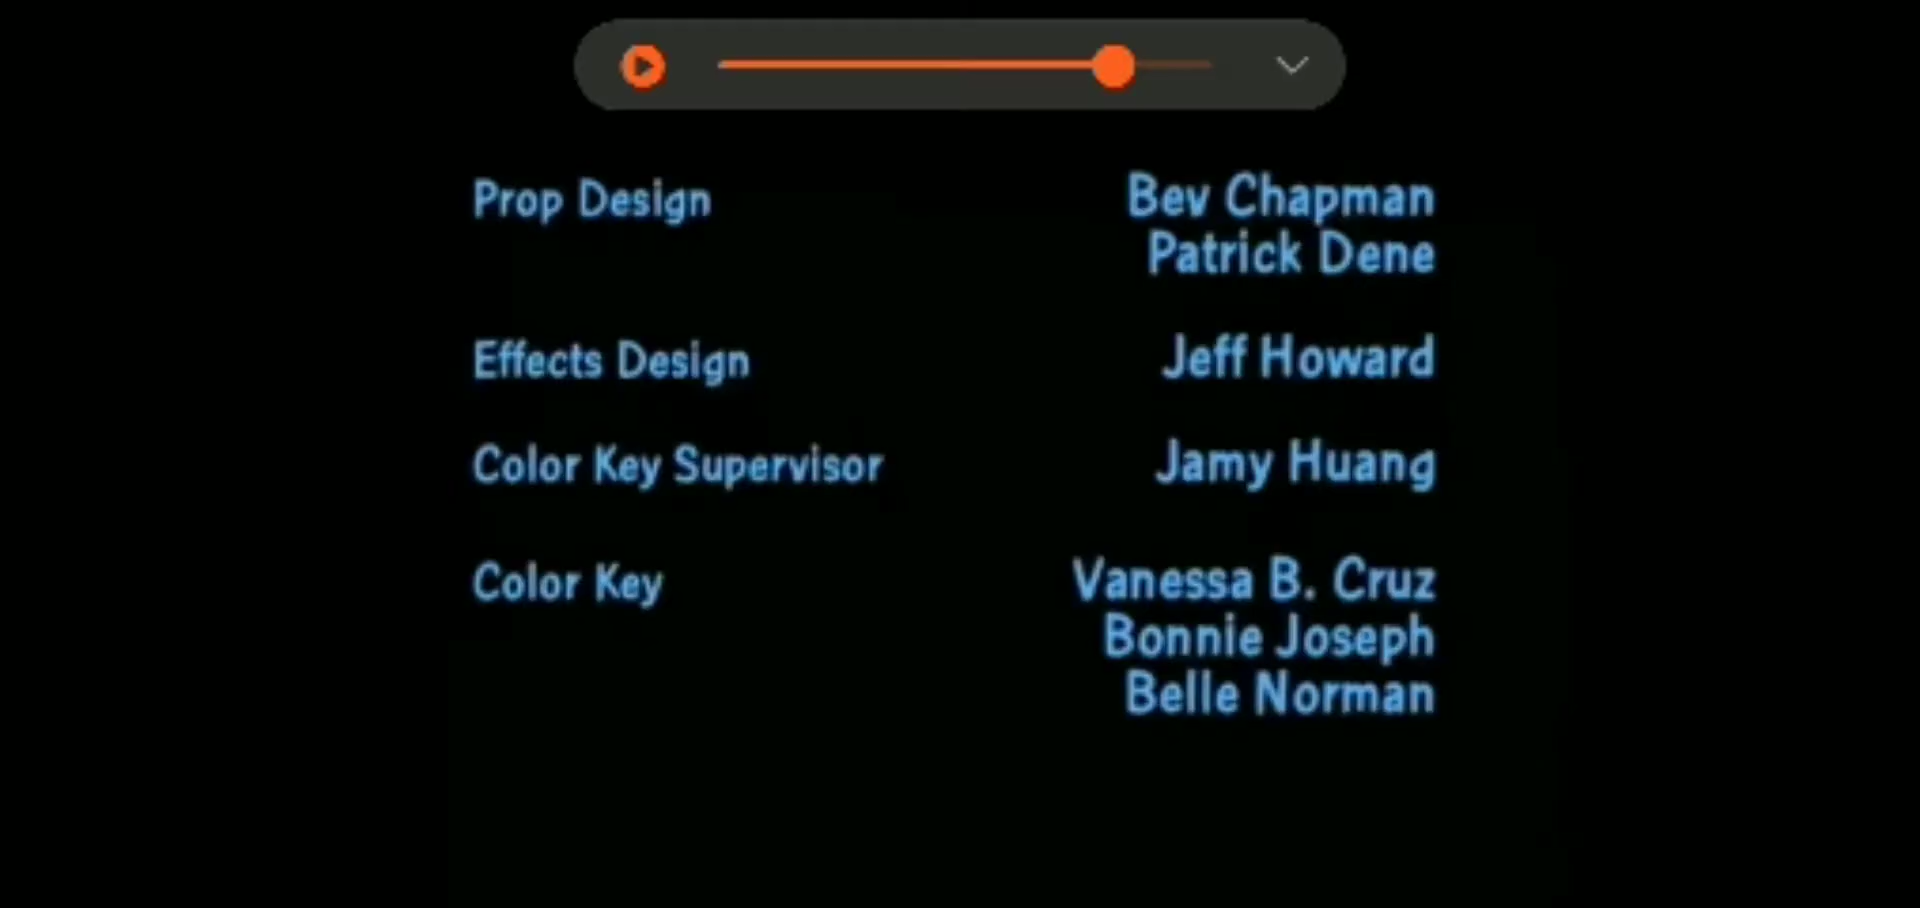 Prop Design Bev Chapman
Patrick Dene
Effects Design Jeff Howard
Color Key Supervisor Jamy Huang
Color Key Vanessa B. Cruz
Bonnie Joseph
Belle Norman